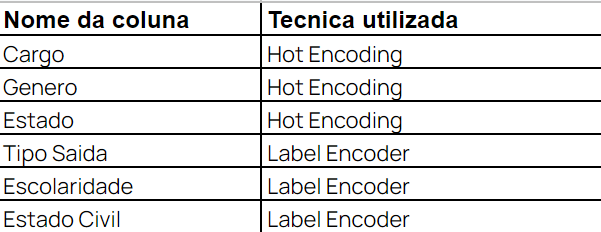 Nome da coluna Tecnica utilizada
Cargo Hot Encoding
Genero Hot Encoding
Estado Hot Encoding
Tipo Saida Label Encoder
Escolaridade Label Encoder
Estado Civil Label Encoder